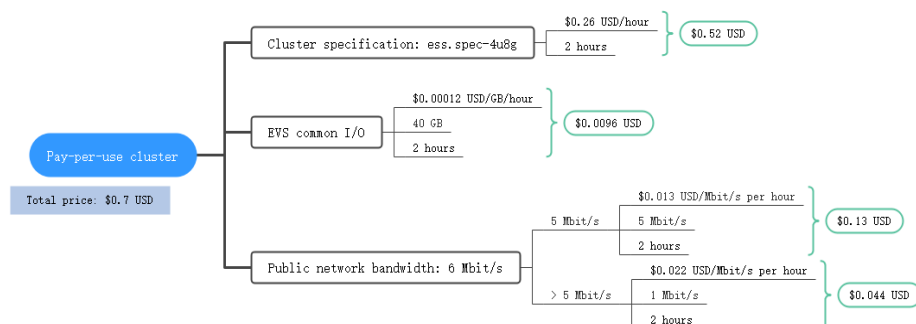 Pay-per-use cluster
Total price: $0.7 USD
Cluster specification: ess.spec-4u8g
$0.26 USD/hour
2 hours
$0.52 USD
EVS common I/O
$0.00012 USD/GB/hour
40 GB
2 hours
$0.0096 USD
Public network bandwidth: 6 Mbit/s
5 Mbit/s
$0.013 USD/Mbit/s per hour
5 Mbit/s
2 hours
$0.13 USD
> 5 Mbit/s
$0.022 USD/Mbit/s per hour
1 Mbit/s
2 hours
$0.044 USD